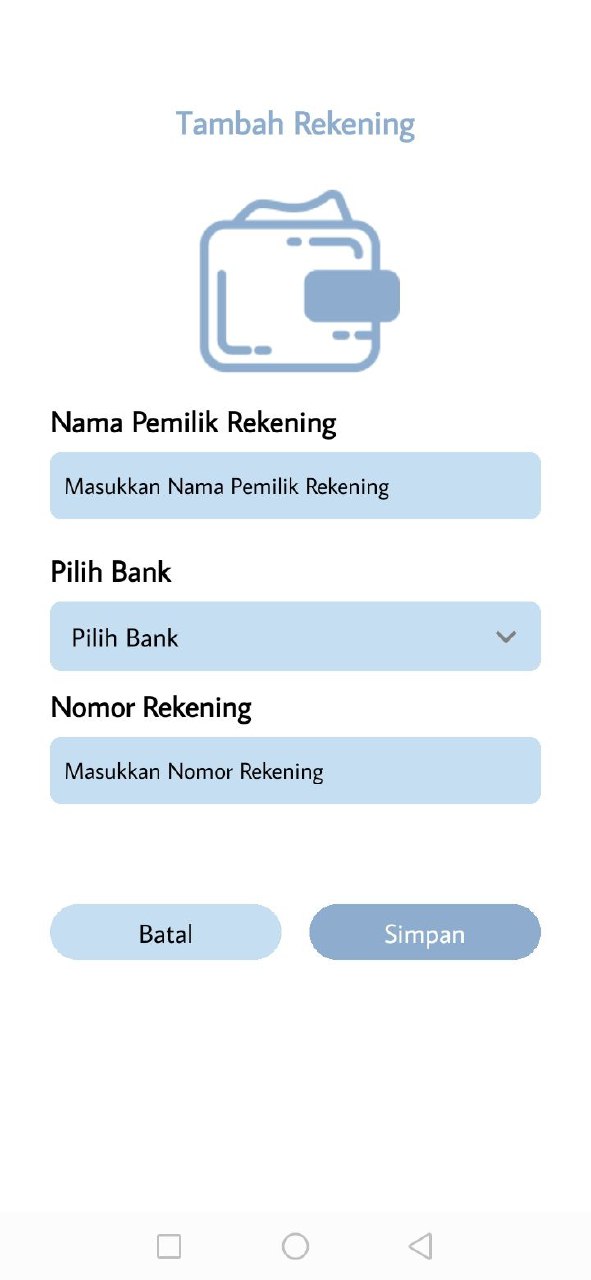 Tambah Rekening
Nama Pemilik Rekening
Masukkan Nama Pemilik Rekening
Pilih Bank
Pilih Bank
Nomor Rekening
Masukkan Nomor Rekening
Batal
Simpan